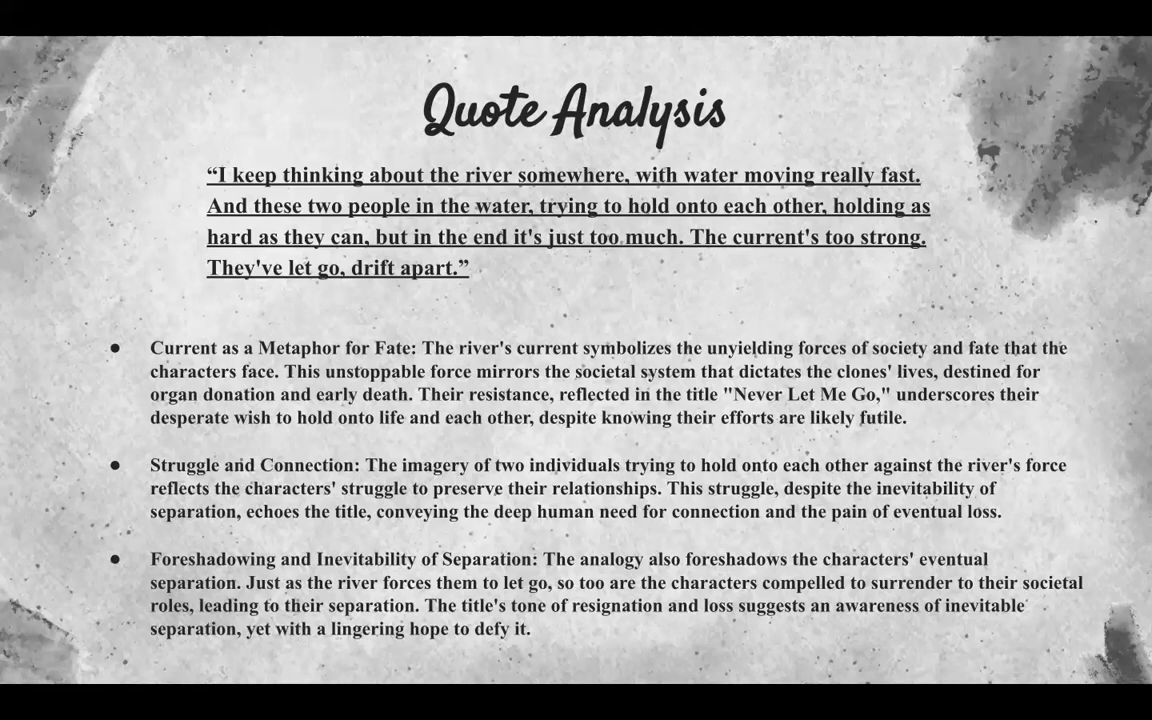 Quote Analysis
“I keep thinking about the river somewhere, with water moving really fast.
And these two people in the water, trying to hold onto each other, holding as
hard as they can, but in the end it's just too much. The current's too strong.
They've let go, drift apart.”
● Current as a Metaphor for Fate: The river's current symbolizes the unyielding forces of society and fate that the
characters face. This unstoppable force mirrors the societal system that dictates the clones' lives, destined for
organ donation and early death. Their resistance, reflected in the title "Never Let Me Go," underscores their
desperate wish to hold onto life and each other, despite knowing their efforts are likely futile.
● Struggle and Connection: The imagery of two individuals trying to hold onto each other against the river's force
reflects the characters' struggle to preserve their relationships. This struggle, despite the inevitability of
separation, echoes the title, conveying the deep human need for connection and the pain of eventual loss.
● Foreshadowing and Inevitability of Separation: The analogy also foreshadows the characters' eventual
separation. Just as the river forces them to let go, so too are the characters compelled to surrender to their societal
roles, leading to their separation. The title's tone of resignation and loss suggests an awareness of inevitable
separation, yet with a lingering hope to defy it.